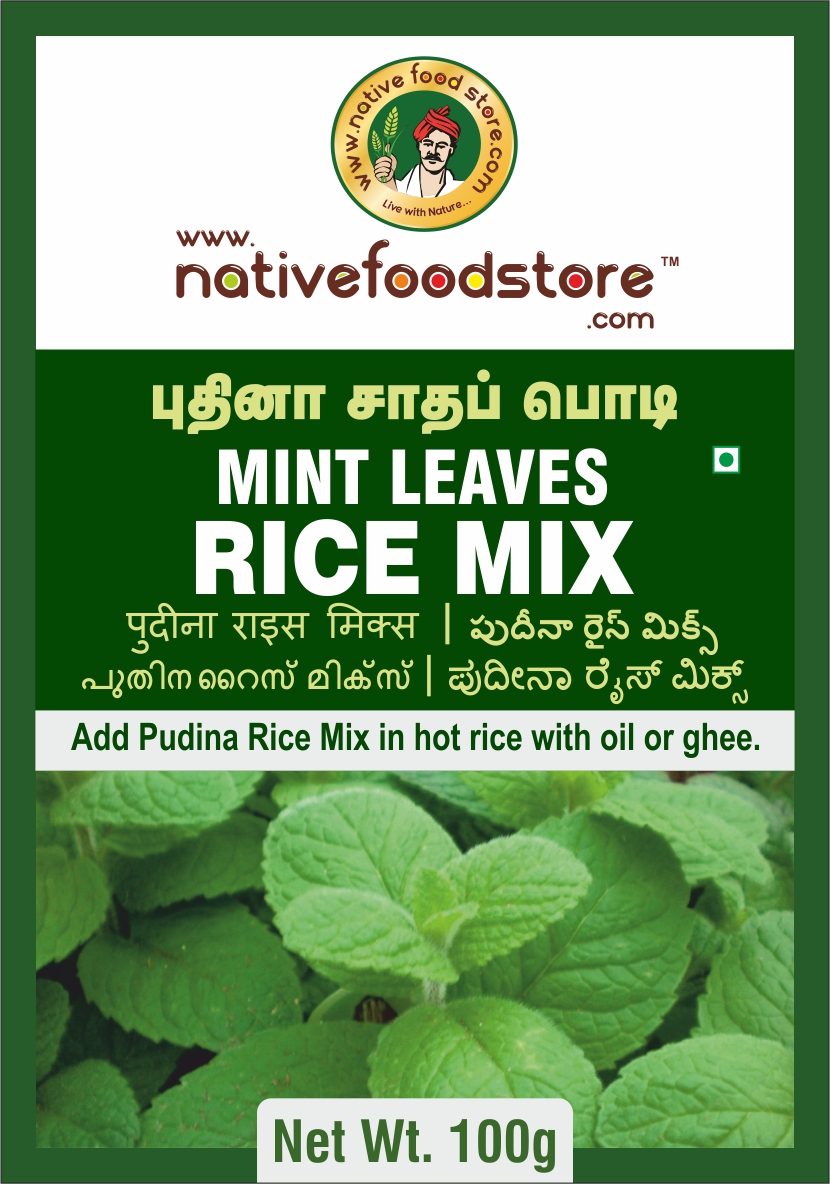 www.native food store.com
Live with Nature...
www.
nativefoodstore™
.com
புதினா சாதப் பொடி
MINT LEAVES
RICE MIX
पुदीना राइस मिक्स | పుదీనా రైస్ మిక్స్
പുതിന റൈസ് മിക്സ് | ಪುದೀನಾ ರೈಸ್ ಮಿಕ್ಸ್
Add Pudina Rice Mix in hot rice with oil or ghee.
Net Wt. 100g